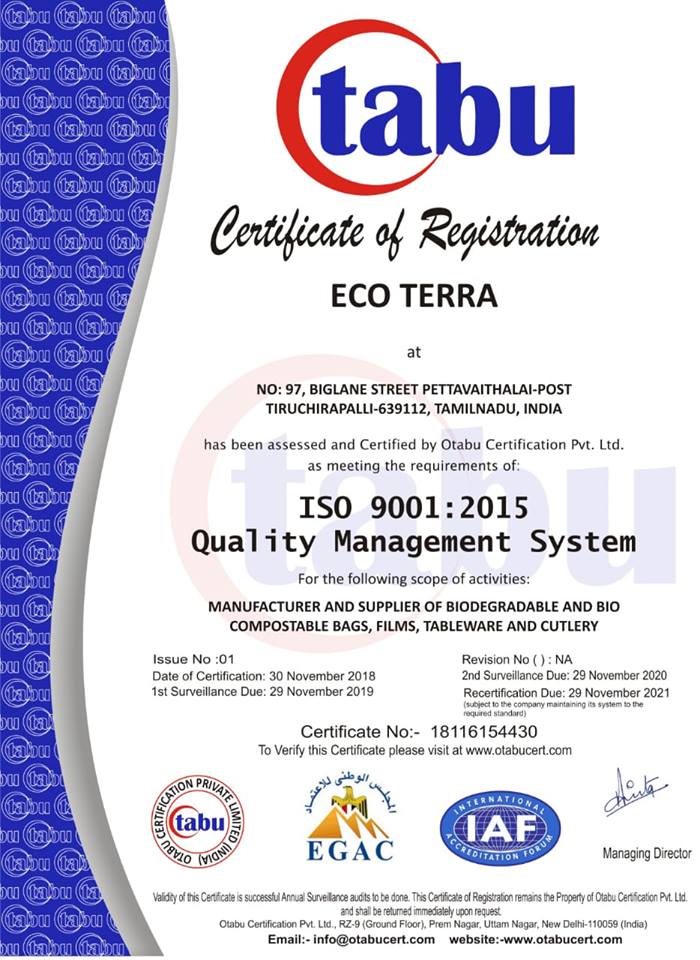 tabu
Certificate of Registration
ECO TERRA
at
NO: 97, BIGLANE STREET PETTAVAITHALAI-POST
TIRUCHIRAPALLI-639112, TAMILNADU, INDIA
has been assessed and Certified by Otabu Certification Pvt. Ltd.
as meeting the requirements of:
ISO 9001:2015
Quality Management System
For the following scope of activities:
MANUFACTURER AND SUPPLIER OF BIODEGRADABLE AND BIO
COMPOSTABLE BAGS, FILMS, TABLEWARE AND CUTLERY
Issue No :01
Date of Certification: 30 November 2018
1st Surveillance Due: 29 November 2019
Revision No ( ) : NA
2nd Surveillance Due: 29 November 2020
Recertification Due: 29 November 2021
(subject to the company maintaining its system to the
required standard)
Certificate No:- 18116154430
To Verify this Certificate please visit at www.otabucert.com
OTABU CERTIFICATION PRIVATE LIMITED (INDIA)
tabu
المجلس الوطنى للاعتماد
EGAC
INTERNATIONAL
IAF
ACCREDITATION FORUM
Managing Director
Validity of this Certificate is successful Annual Surveillance audits to be done. This Certificate of Registration remains the Property of Otabu Certification Pvt. Ltd.
and shall be returned immediately upon request.
Otabu Certification Pvt. Ltd., RZ-9 (Ground Floor), Prem Nagar, Uttam Nagar, New Delhi-110059 (India)
Email:- info@otabucert.com website:-www.otabucert.com